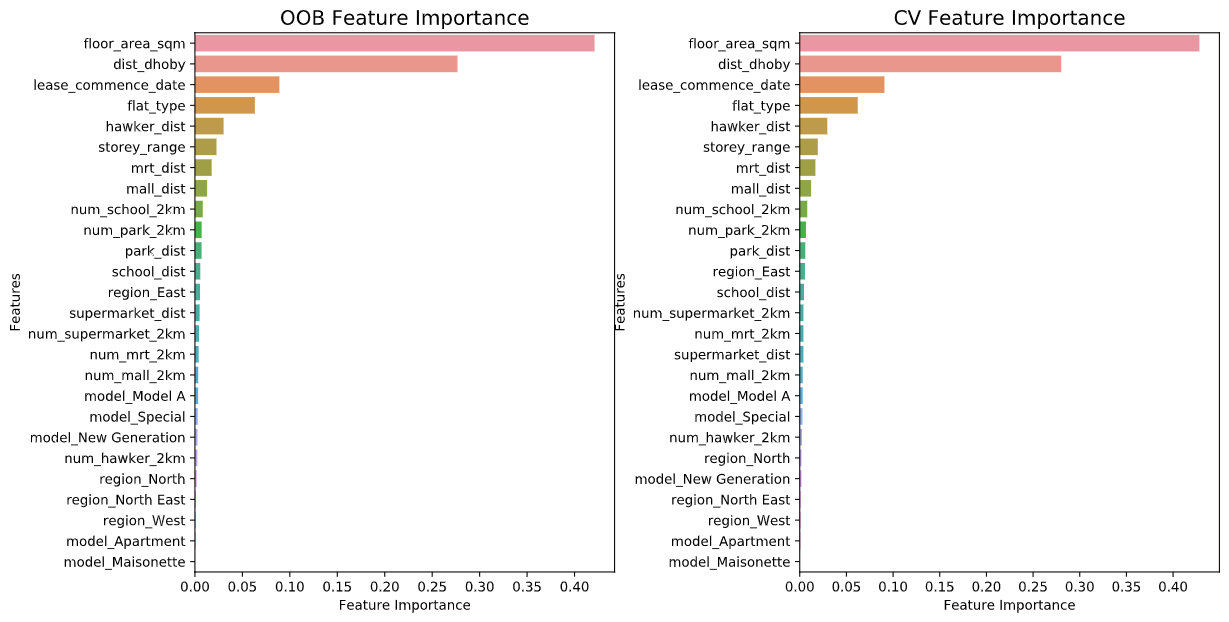 OOB Feature Importance
floor_area_sqm
dist_dhoby
lease_commence_date
flat_type
hawker_dist
storey_range
mrt_dist
mall_dist
num_school_2km
num_park_2km
park_dist
school_dist
region_East
supermarket_dist
num_supermarket_2km
num_mrt_2km
num_mall_2km
model_Model A
model_Special
model_New Generation
num_hawker_2km
region_North
region_North East
region_West
model_Apartment
model_Maisonette
Features
0.00 0.05 0.10 0.15 0.20 0.25 0.30 0.35 0.40
Feature Importance
CV Feature Importance
floor_area_sqm
dist_dhoby
lease_commence_date
flat_type
hawker_dist
storey_range
mrt_dist
mall_dist
num_school_2km
num_park_2km
park_dist
region_East
school_dist
num_supermarket_2km
num_mrt_2km
supermarket_dist
num_mall_2km
model_Model A
model_Special
num_hawker_2km
region_North
model_New Generation
region_North East
region_West
model_Apartment
model_Maisonette
Features
0.00 0.05 0.10 0.15 0.20 0.25 0.30 0.35 0.40
Feature Importance